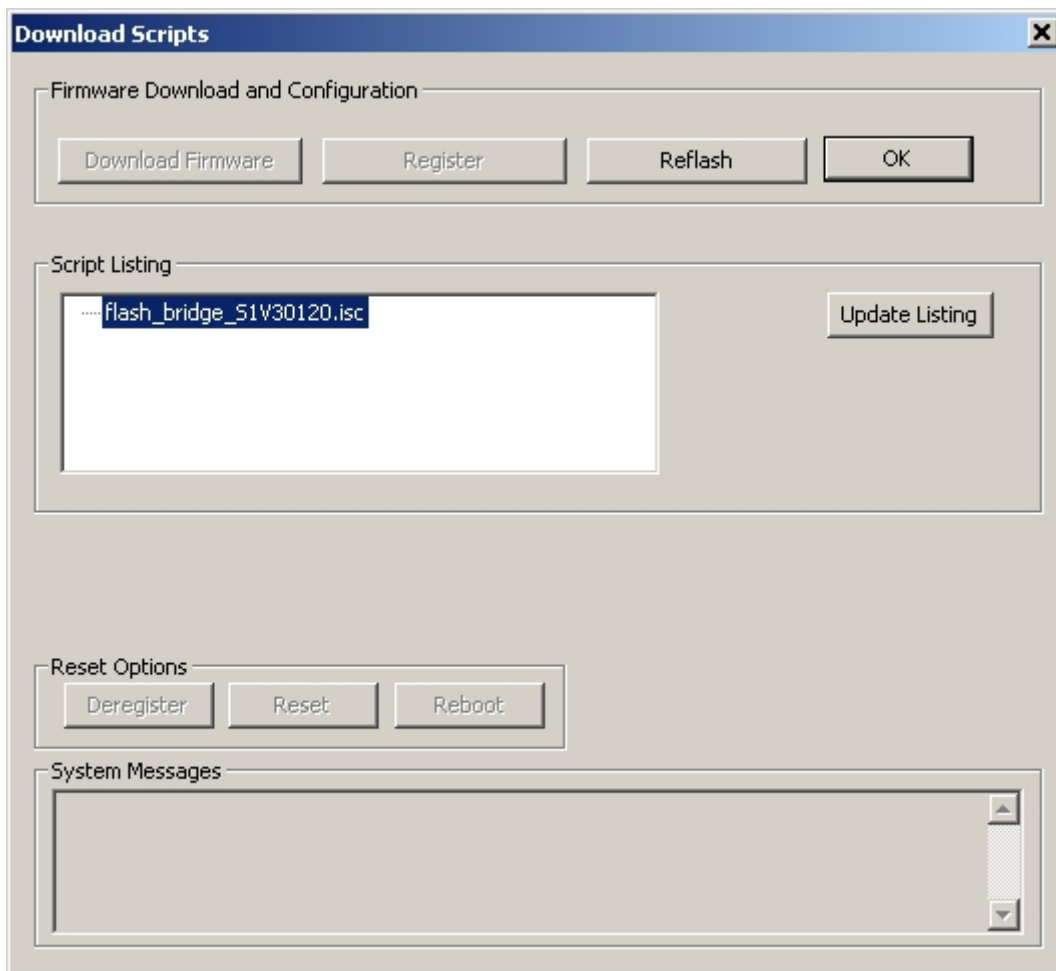 Download Scripts
Firmware Download and Configuration
Download Firmware Register Reflash OK
Script Listing
flash_bridge_S1V30120.isc
Update Listing
Reset Options
Deregister Reset Reboot
System Messages